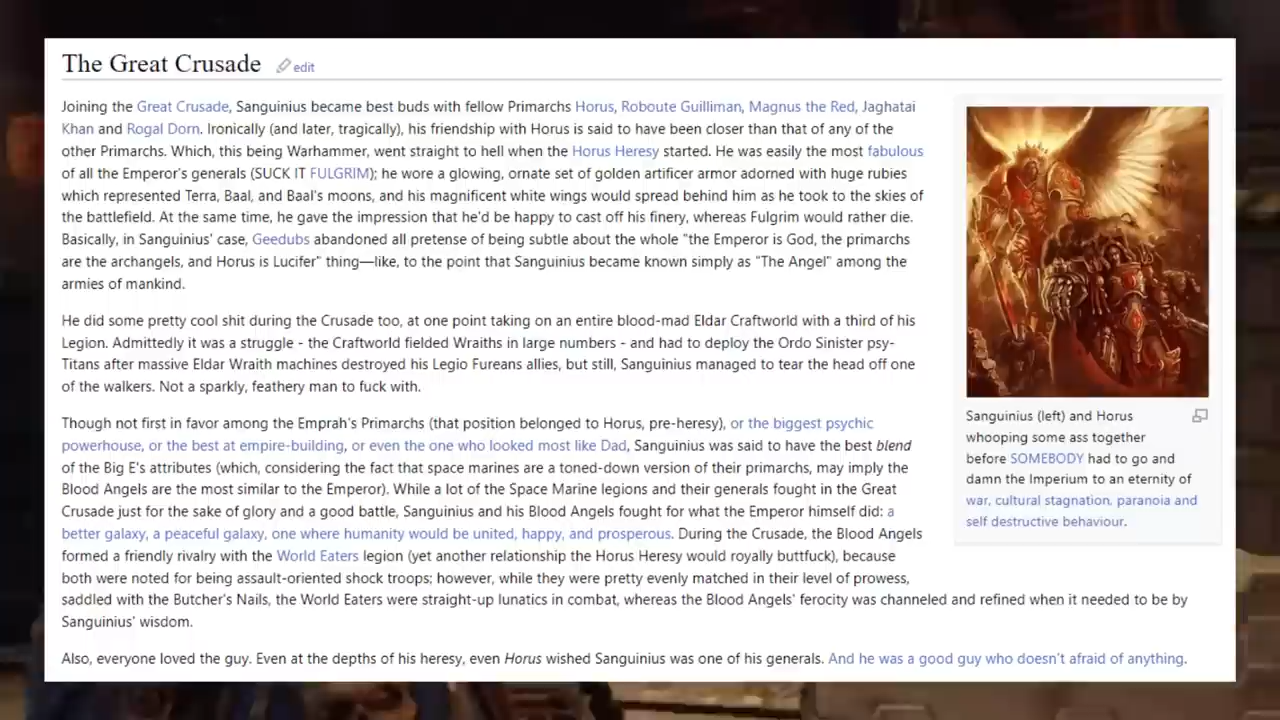 The Great Crusade edit
Joining the Great Crusade, Sanguinius became best buds with fellow Primarchs Horus, Roboute Guilliman, Magnus the Red, Jaghatai
Khan and Rogal Dorn. Ironically (and later, tragically), his friendship with Horus is said to have been closer than that of any of the
other Primarchs. Which, this being Warhammer, went straight to hell when the Horus Heresy started. He was easily the most fabulous
of all the Emperor's generals (SUCK IT FULGRIM); he wore a glowing, ornate set of golden artificer armor adorned with huge rubies
which represented Terra, Baal, and Baal's moons, and his magnificent white wings would spread behind him as he took to the skies of
the battlefield. At the same time, he gave the impression that he'd be happy to cast off his finery, whereas Fulgrim would rather die.
Basically, in Sanguinius' case, Geedubs abandoned all pretense of being subtle about the whole "the Emperor is God, the primarchs
are the archangels, and Horus is Lucifer" thing—like, to the point that Sanguinius became known simply as "The Angel" among the
armies of mankind.
He did some pretty cool shit during the Crusade too, at one point taking on an entire blood-mad Eldar Craftworld with a third of his
Legion. Admittedly it was a struggle - the Craftworld fielded Wraiths in large numbers - and had to deploy the Ordo Sinister psy-
Titans after massive Eldar Wraith machines destroyed his Legio Fureans allies, but still, Sanguinius managed to tear the head off one
of the walkers. Not a sparkly, feathery man to fuck with.
Though not first in favor among the Emprah's Primarchs (that position belonged to Horus, pre-heresy), or the biggest psychic
powerhouse, or the best at empire-building, or even the one who looked most like Dad, Sanguinius was said to have the best blend
of the Big E's attributes (which, considering the fact that space marines are a toned-down version of their primarchs, may imply the
Blood Angels are the most similar to the Emperor). While a lot of the Space Marine legions and their generals fought in the Great
Crusade just for the sake of glory and a good battle, Sanguinius and his Blood Angels fought for what the Emperor himself did: a
better galaxy, a peaceful galaxy, one where humanity would be united, happy, and prosperous. During the Crusade, the Blood Angels
formed a friendly rivalry with the World Eaters legion (yet another relationship the Horus Heresy would royally buttfuck), because
both were noted for being assault-oriented shock troops; however, while they were pretty evenly matched in their level of prowess,
saddled with the Butcher's Nails, the World Eaters were straight-up lunatics in combat, whereas the Blood Angels' ferocity was channeled and refined when it needed to be by
Sanguinius' wisdom.
Also, everyone loved the guy. Even at the depths of his heresy, even Horus wished Sanguinius was one of his generals. And he was a good guy who doesn't afraid of anything.
Sanguinius (left) and Horus
whooping some ass together
before SOMEBODY had to go and
damn the Imperium to an eternity of
war, cultural stagnation, paranoia and
self destructive behaviour.